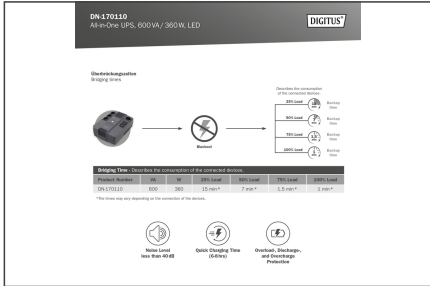 DN-170110
All-in-One UPS, 600 VA / 360 W, LED
DIGITUS®
Überbrückungszeiten
Bridging times
Describes the consumption
of the connected devices.
25% Load
Backup
time
50% Load
Backup
time
75% Load
Backup
time
100% Load
Backup
time
Blackout
Bridging Time - Describes the consumption of the connected devices.
Product Number VA W 25% Load 50% Load 75% Load 100% Load
DN-170110 600 360 15 min* 7 min* 1.5 min* 1 min*
*The times may vary depending on the connection of the devices.
Noise Level
less than 40 dB
Quick Charging Time
(6-8hrs)
Overload-, Discharge-,
and Overcharge
Protection